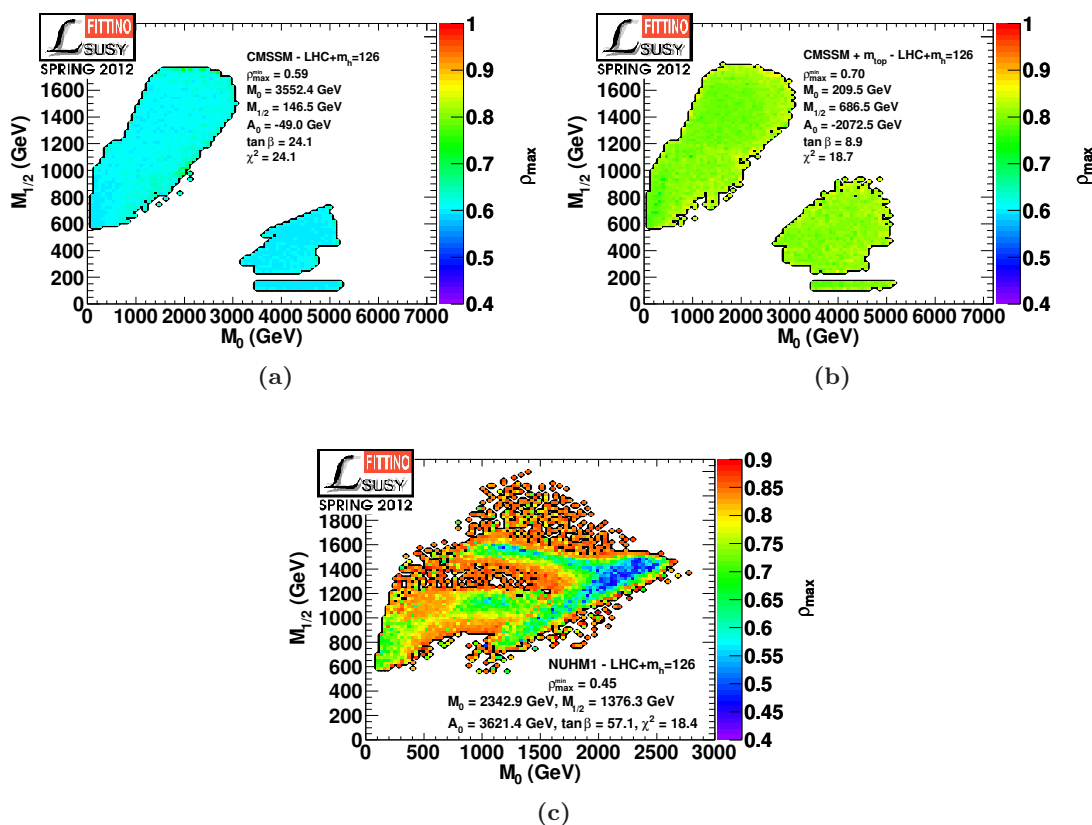 FITTINO
SUSY
SPRING 2012
CMSSM - LHC+m_h=126
ρ_max^min = 0.59
M_0 = 3552.4 GeV
M_1/2 = 146.5 GeV
A_0 = -49.0 GeV
tan β = 24.1
χ² = 24.1
M_1/2 (GeV)
1600
1400
1200
1000
800
600
400
200
0
0 1000 2000 3000 4000 5000 6000 7000
M_0 (GeV)
1
0.9
0.8
0.7
0.6
0.5
0.4
ρ_max
(a)
FITTINO
SUSY
SPRING 2012
CMSSM + m_top - LHC+m_h=126
ρ_max^min = 0.70
M_0 = 209.5 GeV
M_1/2 = 686.5 GeV
A_0 = -2072.5 GeV
tan β = 8.9
χ² = 18.7
M_1/2 (GeV)
1600
1400
1200
1000
800
600
400
200
0
0 1000 2000 3000 4000 5000 6000 7000
M_0 (GeV)
1
0.9
0.8
0.7
0.6
0.5
0.4
ρ_max
(b)
FITTINO
SUSY
SPRING 2012
M_1/2 (GeV)
1800
1600
1400
1200
1000
800
600
400
200
0
NUHM1 - LHC+m_h=126
ρ_max^min = 0.45
M_0 = 2342.9 GeV, M_1/2 = 1376.3 GeV
A_0 = 3621.4 GeV, tan β = 57.1, χ² = 18.4
0 500 1000 1500 2000 2500 3000
M_0 (GeV)
0.9
0.85
0.8
0.75
0.7
0.65
0.6
0.55
0.5
0.45
0.4
ρ_max
(c)